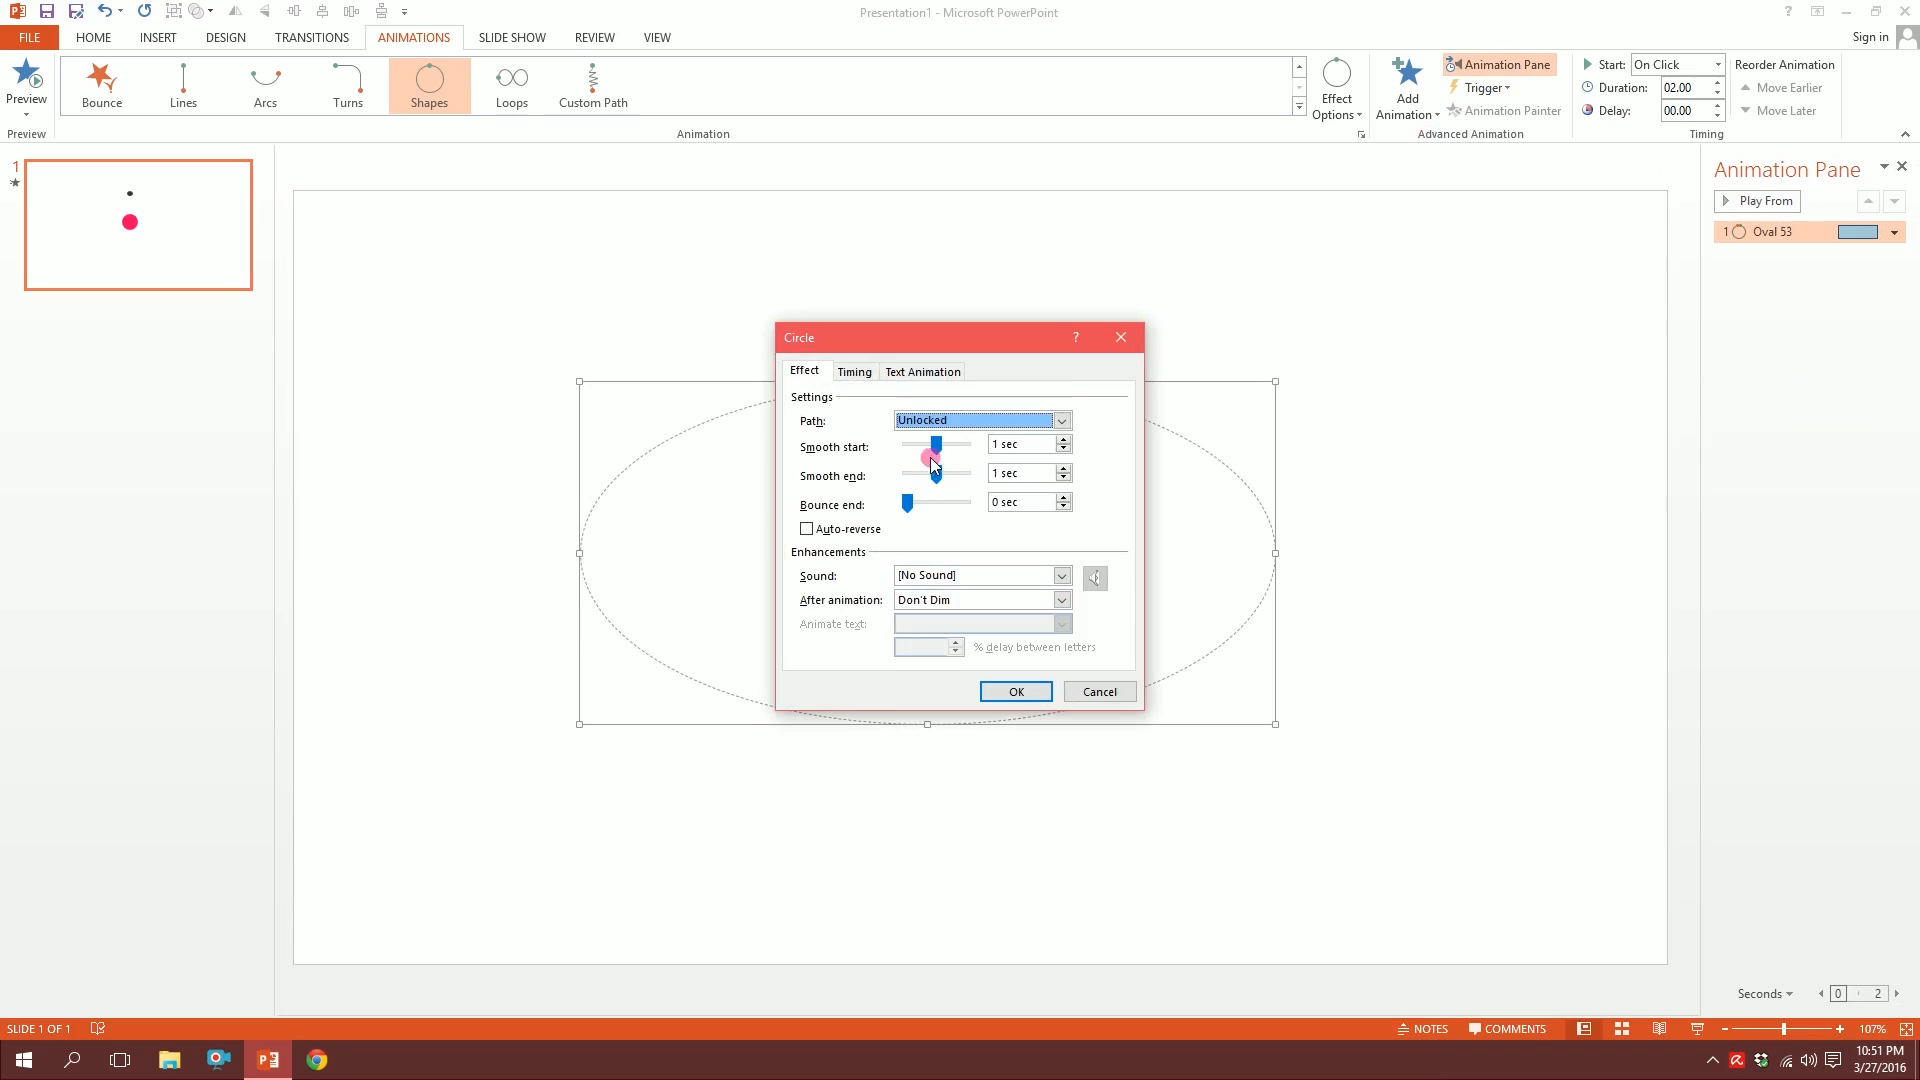 Presentation1 - Microsoft PowerPoint
FILE HOME INSERT DESIGN TRANSITIONS ANIMATIONS SLIDE SHOW REVIEW VIEW Sign in
Preview
Bounce Lines Arcs Turns Shapes Loops Custom Path
Effect Options
Add Animation
Animation Pane
Trigger
Animation Painter
Start: On Click
Duration: 02.00
Delay: 00.00
Reorder Animation
Move Earlier
Move Later
Preview Animation Advanced Animation Timing
1
Animation Pane
Play From
1 Oval 53
Circle ?
Effect Timing Text Animation
Settings
Path: Unlocked
Smooth start: 1 sec
Smooth end: 1 sec
Bounce end: 0 sec
Auto-reverse
Enhancements
Sound: [No Sound]
After animation: Don't Dim
Animate text:
% delay between letters
OK Cancel
Seconds 0 2
SLIDE 1 OF 1 NOTES COMMENTS 107%
10:51 PM
3/27/2016